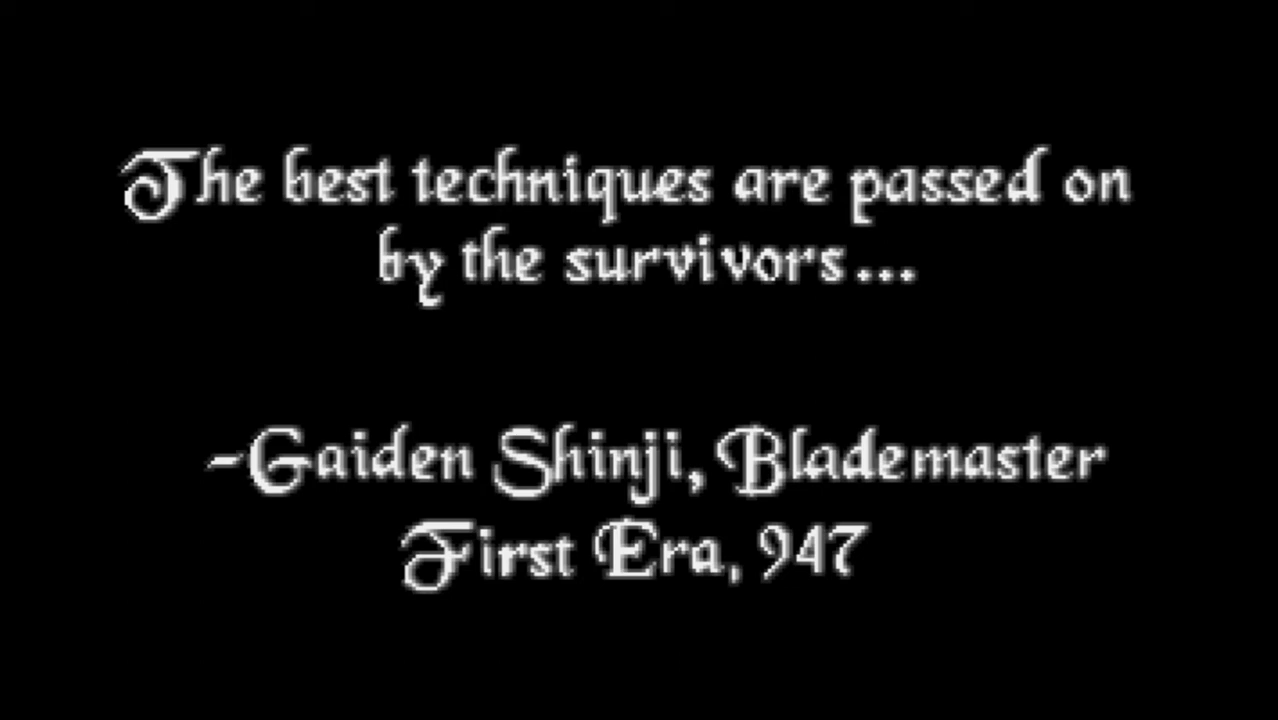 The best techniques are passed on
by the survivors...
-Gaiden Shinji, Blademaster
First Era, 947